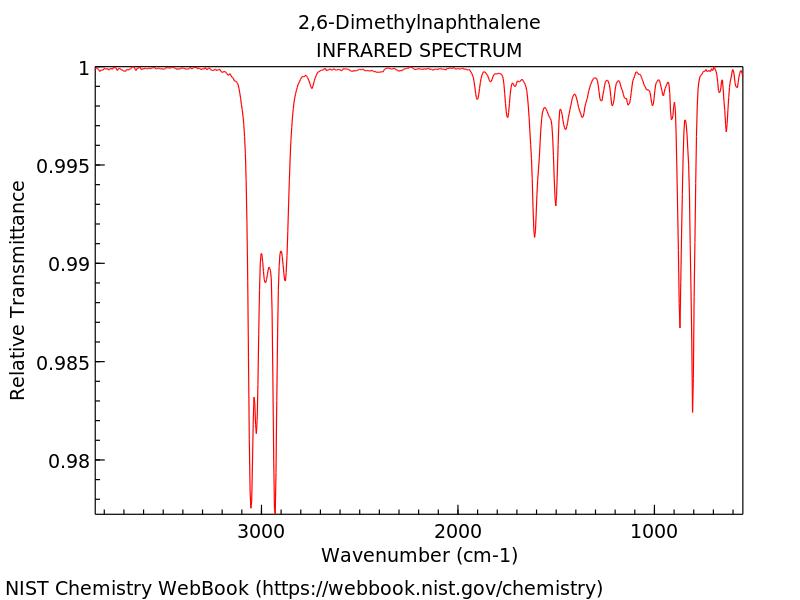 2,6-Dimethylnaphthalene
INFRARED SPECTRUM
1
0.995
0.99
0.985
0.98
Relative Transmittance
3000 2000 1000
Wavenumber (cm-1)
NIST Chemistry WebBook (https://webbook.nist.gov/chemistry)